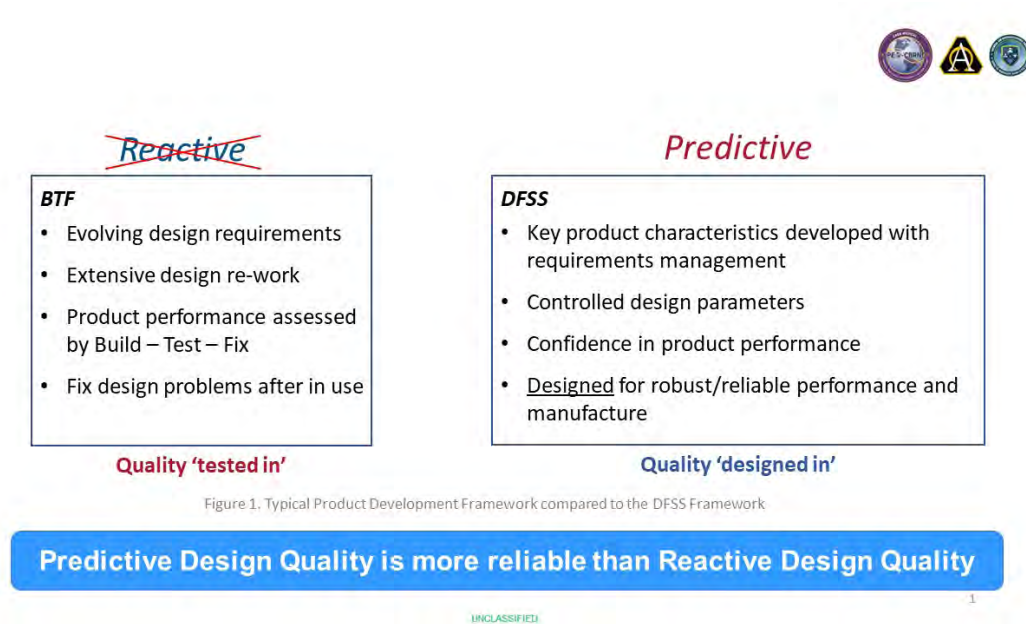 Reactive
Predictive
BTF
• Evolving design requirements
• Extensive design re-work
• Product performance assessed
by Build – Test – Fix
• Fix design problems after in use
DFSS
• Key product characteristics developed with
requirements management
• Controlled design parameters
• Confidence in product performance
• Designed for robust/reliable performance and
manufacture
Quality ‘tested in’
Quality ‘designed in’
Figure 1. Typical Product Development Framework compared to the DFSS Framework
Predictive Design Quality is more reliable than Reactive Design Quality
1
UNCLASSIFIED